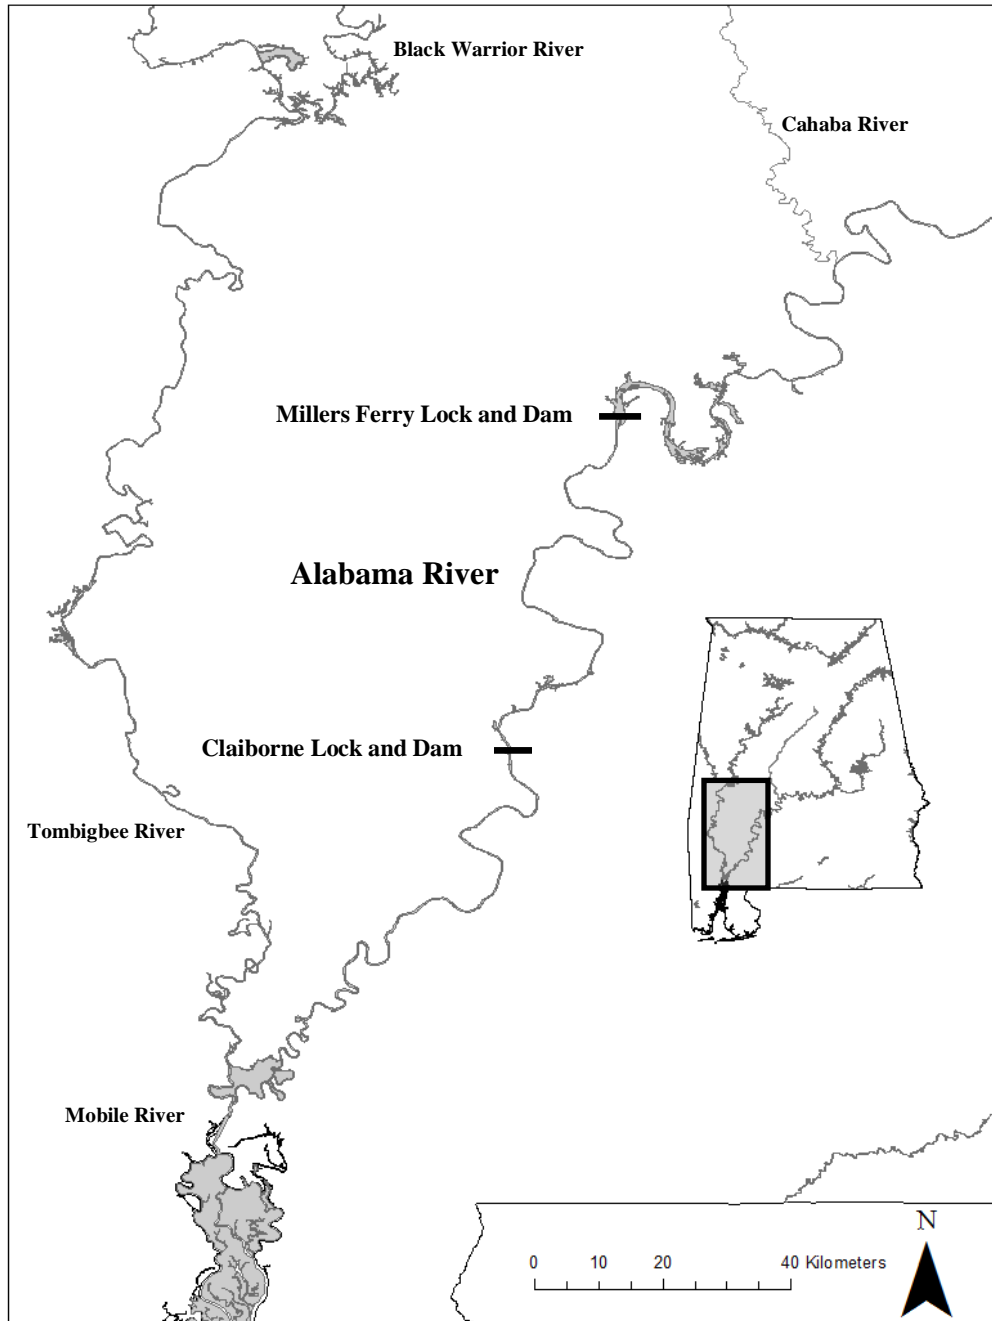 Black Warrior River
Cahaba River
Millers Ferry Lock and Dam
Alabama River
Claiborne Lock and Dam
Tombigbee River
Mobile River
N
0 10 20 40 Kilometers